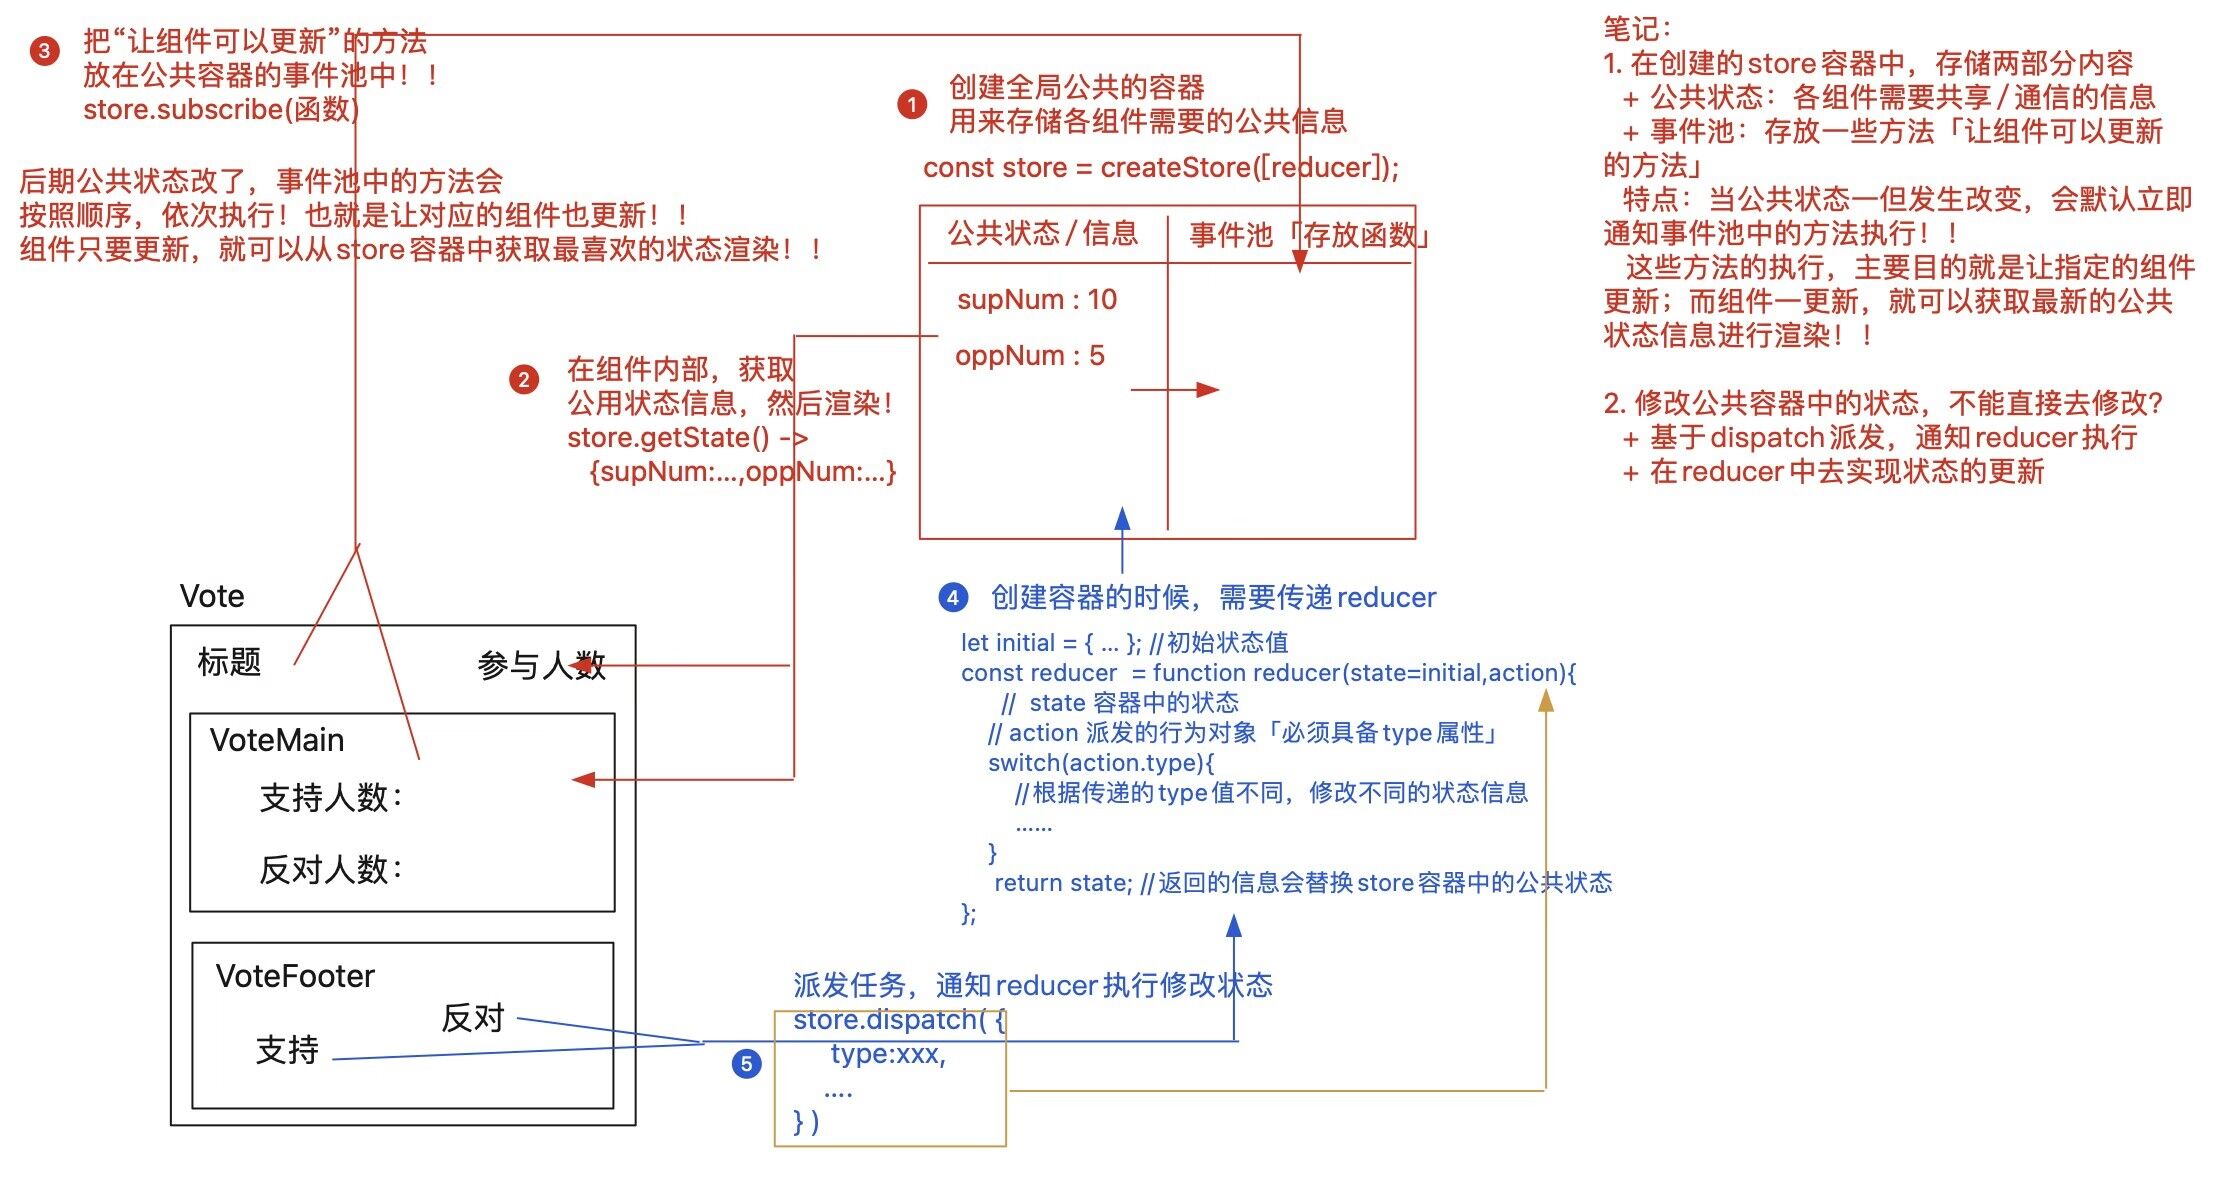 3
把“让组件可以更新”的方法
放在公共容器的事件池中！！
store.subscribe(函数)
后期公共状态改了，事件池中的方法会
按照顺序，依次执行！也就是让对应的组件也更新！！
组件只要更新，就可以从store容器中获取最喜欢的状态渲染！！
1
创建全局公共的容器
用来存储各组件需要的公共信息
const store = createStore([reducer]);
公共状态/信息
事件池「存放函数」
supNum : 10
oppNum : 5
2
在组件内部，获取
公用状态信息，然后渲染！
store.getState() ->
{supNum:...,oppNum:...}
笔记：
1. 在创建的store容器中，存储两部分内容
+ 公共状态：各组件需要共享/通信的信息
+ 事件池：存放一些方法「让组件可以更新
的方法」
特点：当公共状态一但发生改变，会默认立即
通知事件池中的方法执行！！
这些方法的执行，主要目的就是让指定的组件
更新；而组件一更新，就可以获取最新的公共
状态信息进行渲染！！
2. 修改公共容器中的状态，不能直接去修改?
+ 基于dispatch派发，通知reducer执行
+ 在reducer中去实现状态的更新
Vote
标题
参与人数
VoteMain
支持人数：
反对人数：
VoteFooter
反对
支持
4
创建容器的时候，需要传递reducer
let initial = { ... }; //初始状态值
const reducer = function reducer(state=initial,action){
// state 容器中的状态
// action 派发的行为对象「必须具备type属性」
switch(action.type){
//根据传递的type值不同，修改不同的状态信息
......
}
return state; //返回的信息会替换store容器中的公共状态
};
派发任务，通知reducer执行修改状态
5
store.dispatch( {
type:xxx,
....
} )